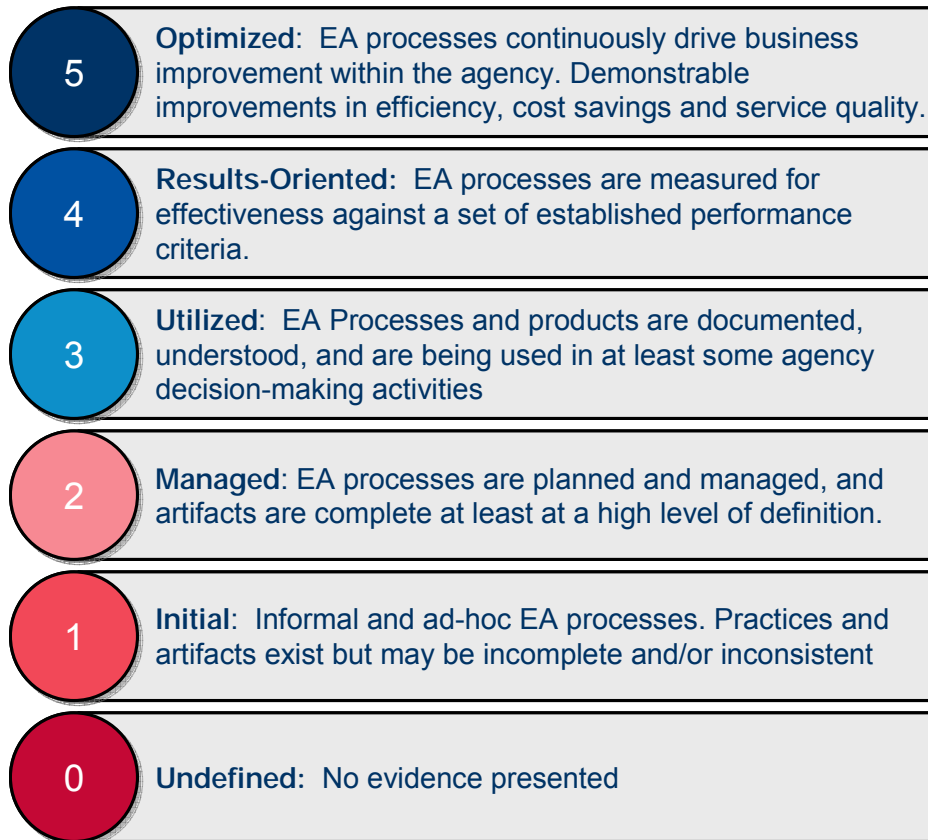 5
Optimized:  EA processes continuously drive business
improvement within the agency. Demonstrable
improvements in efficiency, cost savings and service quality.
4
Results-Oriented:  EA processes are measured for
effectiveness against a set of established performance
criteria.
3
Utilized:  EA Processes and products are documented,
understood, and are being used in at least some agency
decision-making activities
2
Managed: EA processes are planned and managed, and
artifacts are complete at least at a high level of definition.
1
Initial:  Informal and ad-hoc EA processes. Practices and
artifacts exist but may be incomplete and/or inconsistent
0
Undefined:  No evidence presented